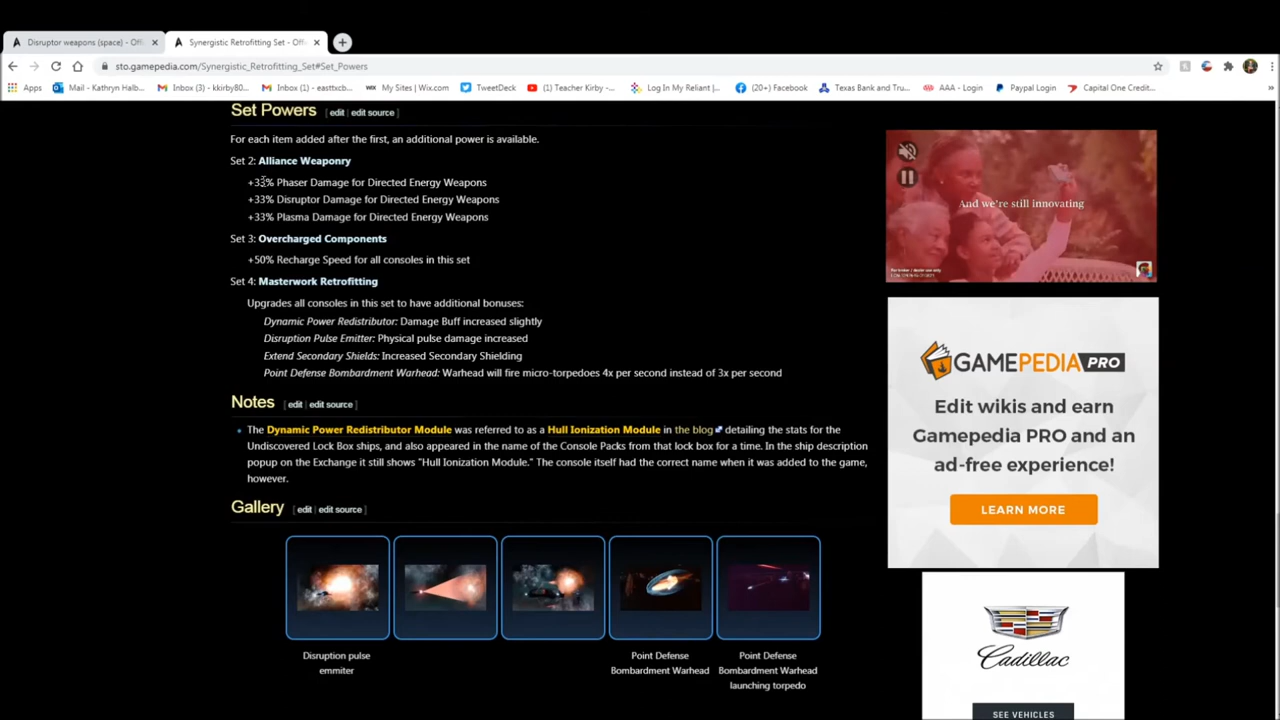 Disruptor weapons (space) - Offi
Synergistic Retrofitting Set - Offi
sto.gamepedia.com/Synergistic_Retrofitting_Set#Set_Powers
Apps
Mail - Kathryn Halb...
Inbox (3) - kkirby80...
Inbox (1) - easttxcb...
WIX
My Sites | Wix.com
TweetDeck
(1) Teacher Kirby -...
Log In My Reliant |...
(20+) Facebook
Texas Bank and Tru...
AAA - Login
Paypal Login
Capital One Credit...
Set Powers [ edit | edit source ]
For each item added after the first, an additional power is available.
Set 2: Alliance Weaponry
+33% Phaser Damage for Directed Energy Weapons
+33% Disruptor Damage for Directed Energy Weapons
+33% Plasma Damage for Directed Energy Weapons
Set 3: Overcharged Components
+50% Recharge Speed for all consoles in this set
Set 4: Masterwork Retrofitting
Upgrades all consoles in this set to have additional bonuses:
Dynamic Power Redistributor: Damage Buff increased slightly
Disruption Pulse Emitter: Physical pulse damage increased
Extend Secondary Shields: Increased Secondary Shielding
Point Defense Bombardment Warhead: Warhead will fire micro-torpedoes 4x per second instead of 3x per second
Notes [ edit | edit source ]
The Dynamic Power Redistributor Module was referred to as a Hull Ionization Module in the blog detailing the stats for the
Undiscovered Lock Box ships, and also appeared in the name of the Console Packs from that lock box for a time. In the ship description
popup on the Exchange it still shows "Hull Ionization Module." The console itself had the correct name when it was added to the game,
however.
Gallery [ edit | edit source ]
Disruption pulse
emmiter
Point Defense
Bombardment Warhead
Point Defense
Bombardment Warhead
launching torpedo
And we're still innovating
GAMEPEDIA PRO
Edit wikis and earn
Gamepedia PRO and an
ad-free experience!
LEARN MORE
Cadillac
SEE VEHICLES